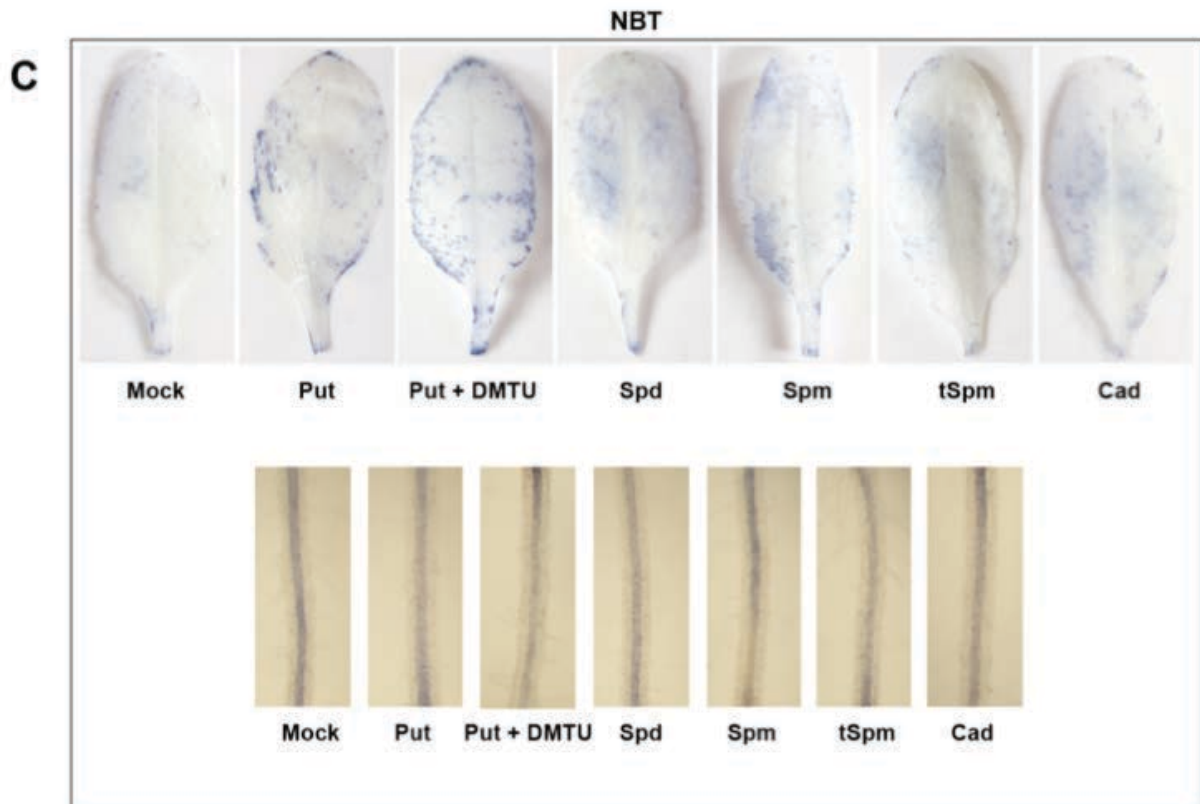 NBT
C
Mock Put Put + DMTU Spd Spm tSpm Cad
Mock Put Put + DMTU Spd Spm tSpm Cad